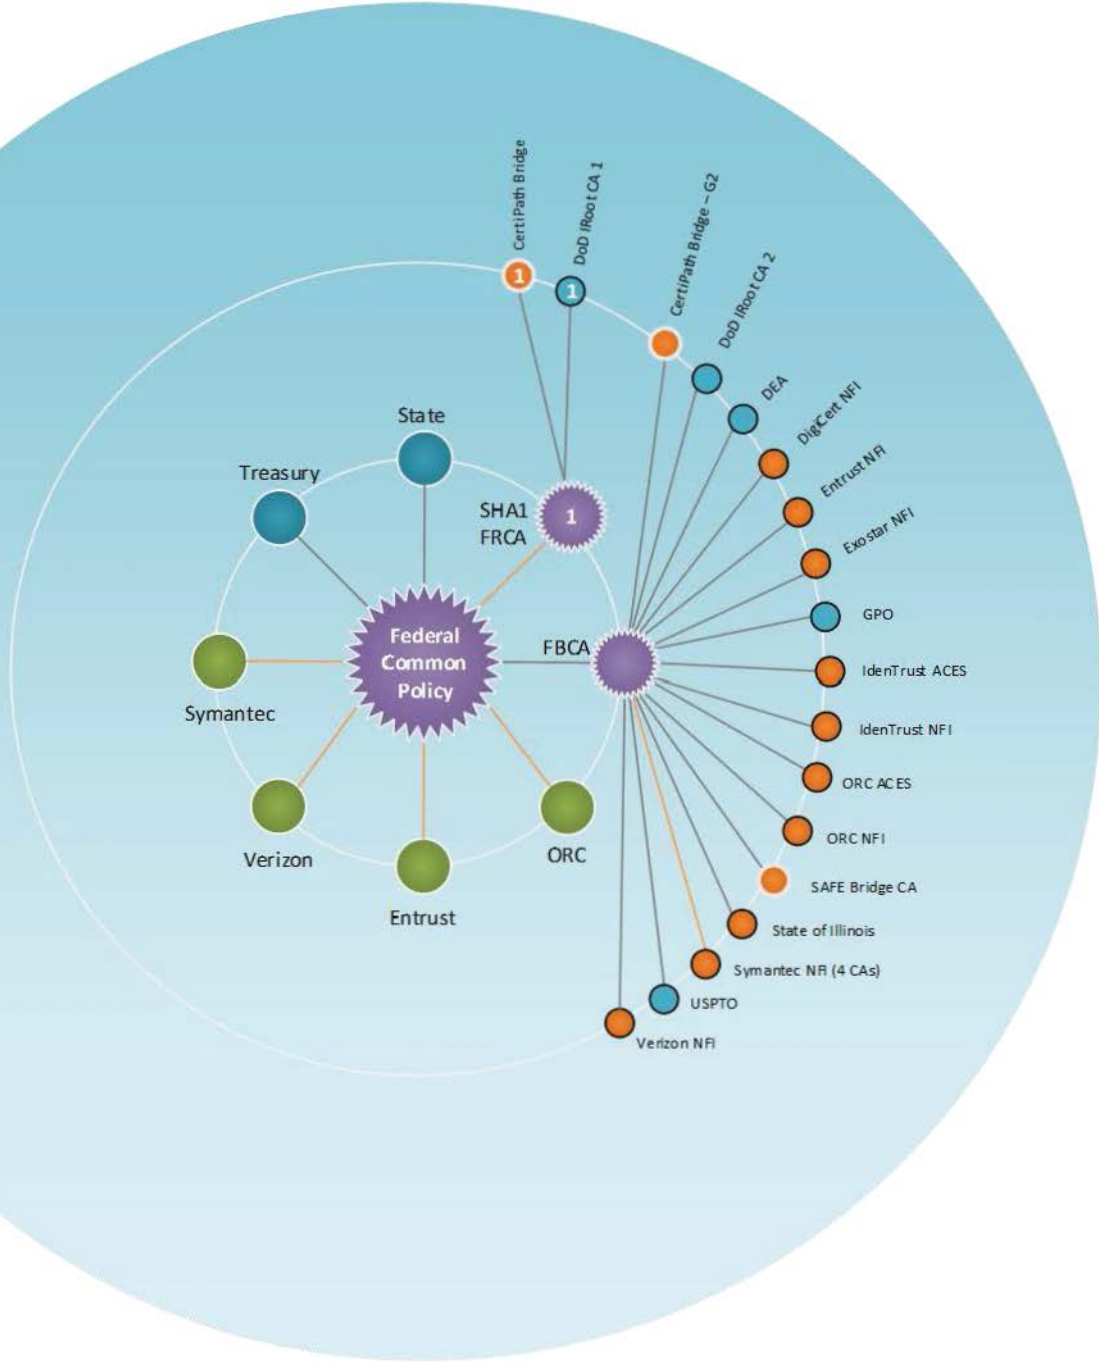 CertiPath Bridge
DoD IRoot CA 1
CertiPath Bridge – G2
DoD IRoot CA 2
DEA
DigiCert NFI
Entrust NFI
Exostar NFI
GPO
IdenTrust ACES
IdenTrust NFI
ORC ACES
ORC NFI
SAFE Bridge CA
State of Illinois
Symantec NFI (4 CAs)
USPTO
Verizon NFI
1
1
State
Treasury
SHA1
FRCA
1
FBCA
Federal
Common
Policy
Symantec
Verizon
Entrust
ORC